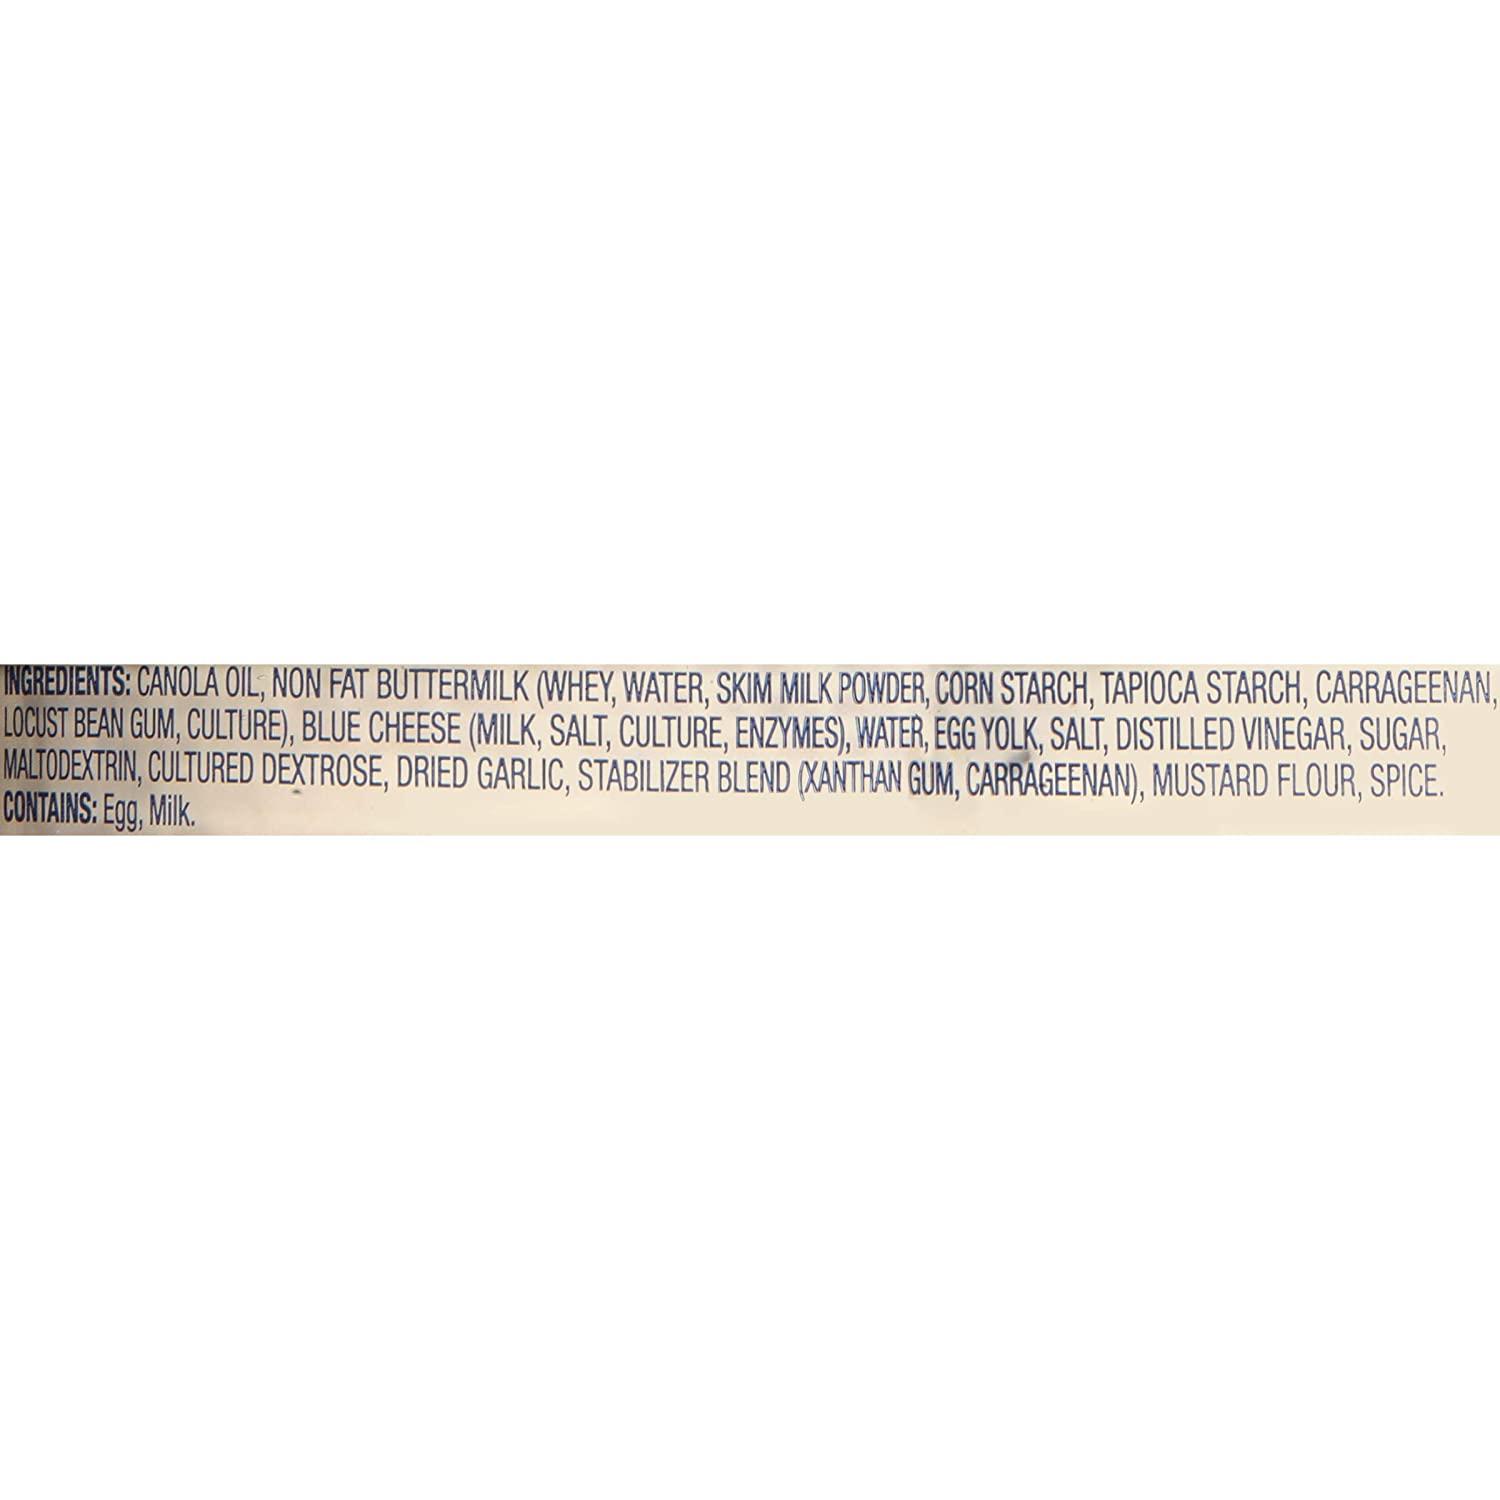 INGREDIENTS: CANOLA OIL, NON FAT BUTTERMILK (WHEY, WATER, SKIM MILK POWDER, CORN STARCH, TAPIOCA STARCH, CARRAGEENAN,
LOCUST BEAN GUM, CULTURE), BLUE CHEESE (MILK, SALT, CULTURE, ENZYMES), WATER, EGG YOLK, SALT, DISTILLED VINEGAR, SUGAR,
MALTODEXTRIN, CULTURED DEXTROSE, DRIED GARLIC, STABILIZER BLEND (XANTHAN GUM, CARRAGEENAN), MUSTARD FLOUR, SPICE.
CONTAINS: Egg, Milk.